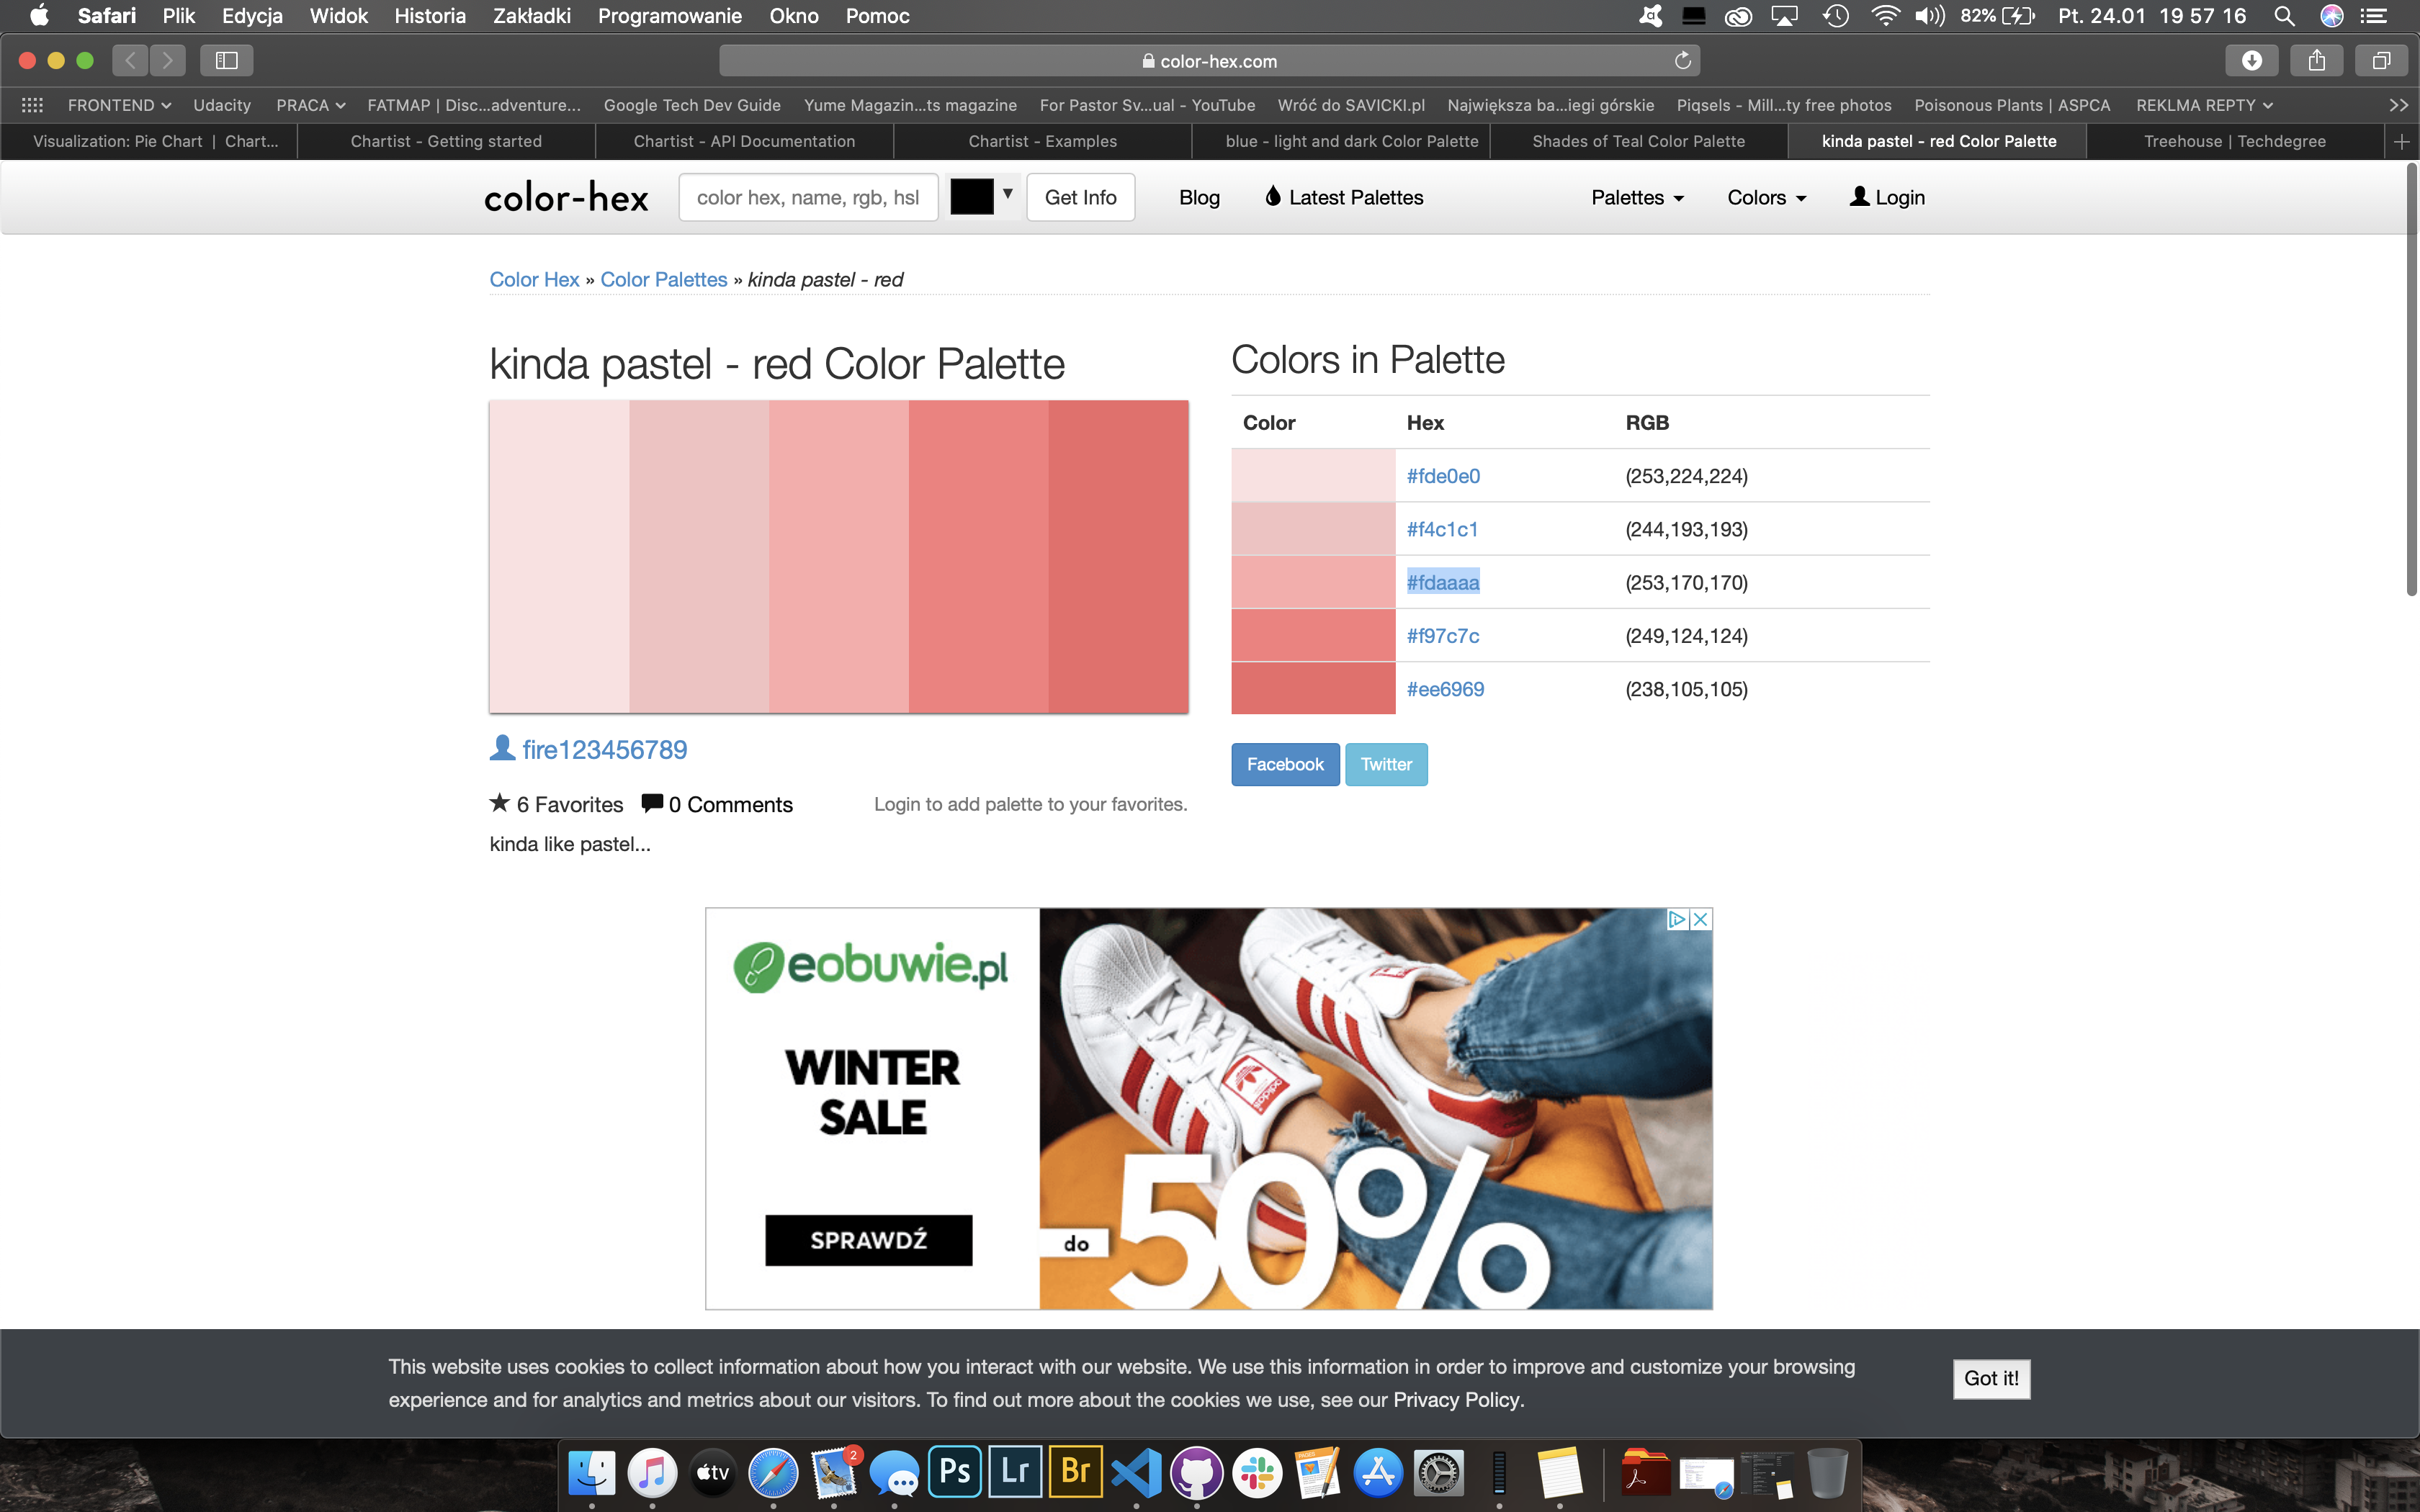 Safari Plik Edycja Widok Historia Zakładki Programowanie Okno Pomoc 82% Pt. 24.01 19 57 16
color-hex.com
FRONTEND Udacity PRACA FATMAP | Disc...adventure... Google Tech Dev Guide Yume Magazin...ts magazine For Pastor Sv...ual - YouTube Wróć do SAVICKI.pl Największa ba...iegi górskie Piqsels - Mill...ty free photos Poisonous Plants | ASPCA REKLMA REPTY
Visualization: Pie Chart | Chart... Chartist - Getting started Chartist - API Documentation Chartist - Examples blue - light and dark Color Palette Shades of Teal Color Palette kinda pastel - red Color Palette Treehouse | Techdegree
color-hex color hex, name, rgb, hsl Get Info Blog Latest Palettes Palettes Colors Login
Color Hex » Color Palettes » kinda pastel - red
kinda pastel - red Color Palette
fire123456789
6 Favorites 0 Comments Login to add palette to your favorites.
kinda like pastel...
Colors in Palette
Color Hex RGB
#fde0e0 (253,224,224)
#f4c1c1 (244,193,193)
#fdaaaa (253,170,170)
#f97c7c (249,124,124)
#ee6969 (238,105,105)
Facebook Twitter
eobuwie.pl
WINTER
SALE
SPRAWDŹ
adidas
do
-50%
This website uses cookies to collect information about how you interact with our website. We use this information in order to improve and customize your browsing
experience and for analytics and metrics about our visitors. To find out more about the cookies we use, see our Privacy Policy.
Got it!
tv 2 Ps Lr Br